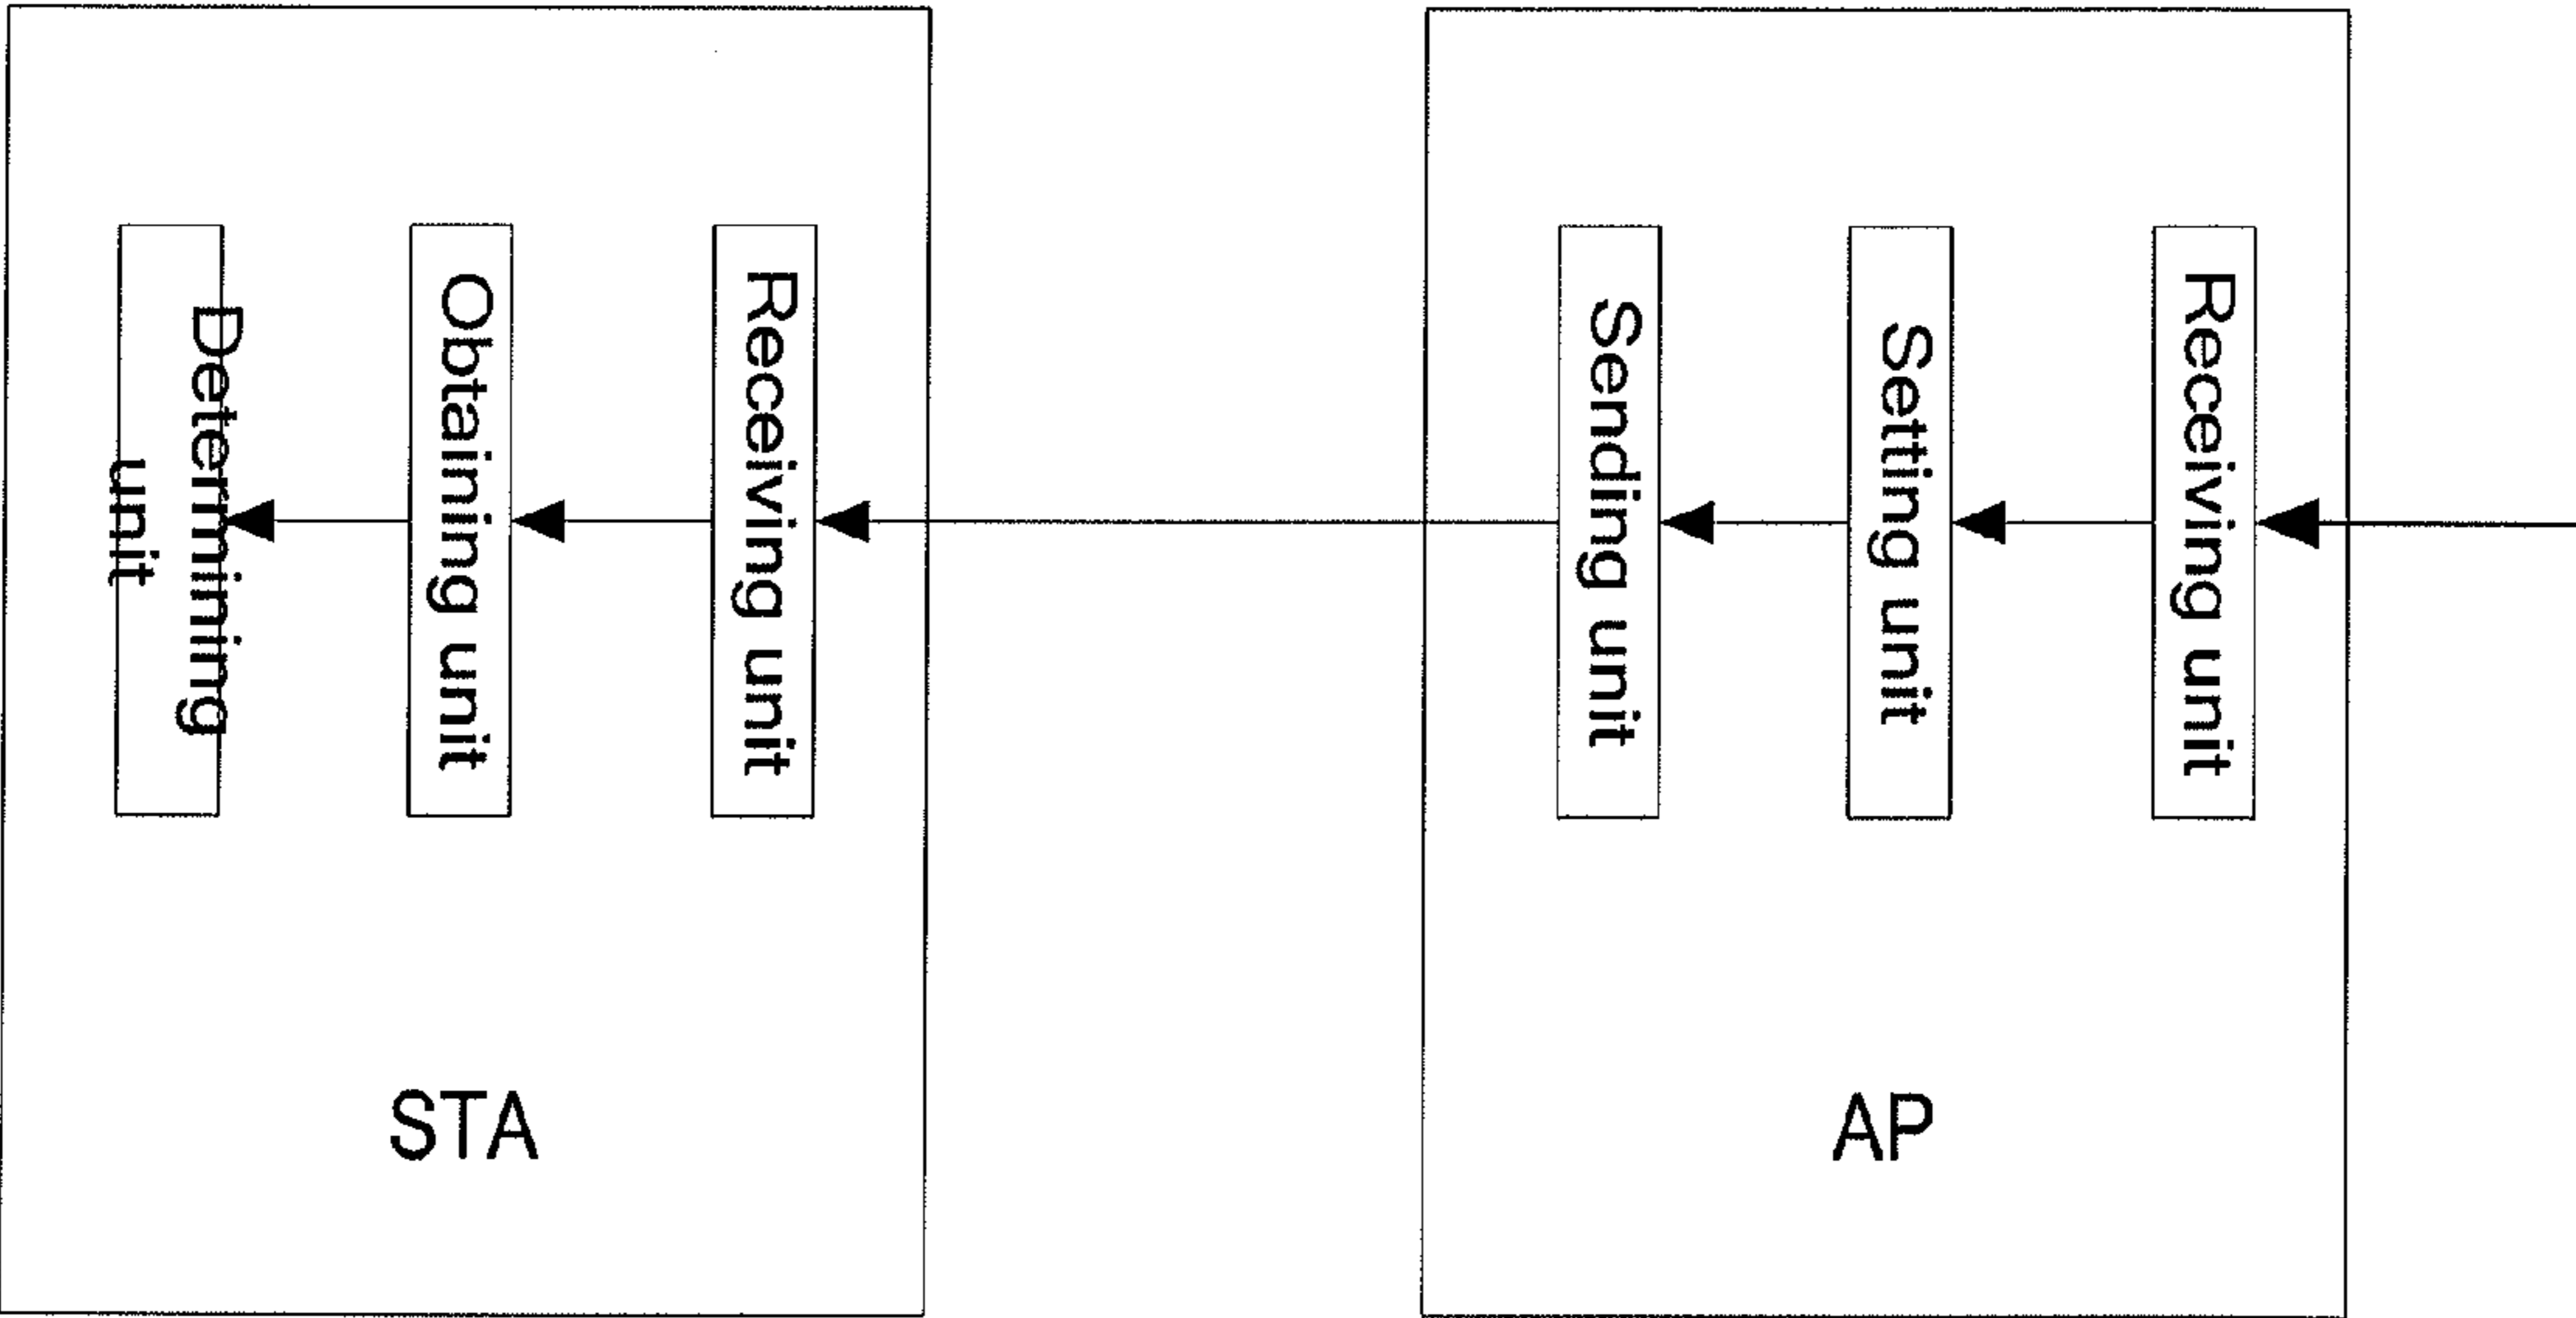 Determining
unit
Obtaining unit
Receiving unit
STA
Sending unit
Setting unit
Receiving unit
AP